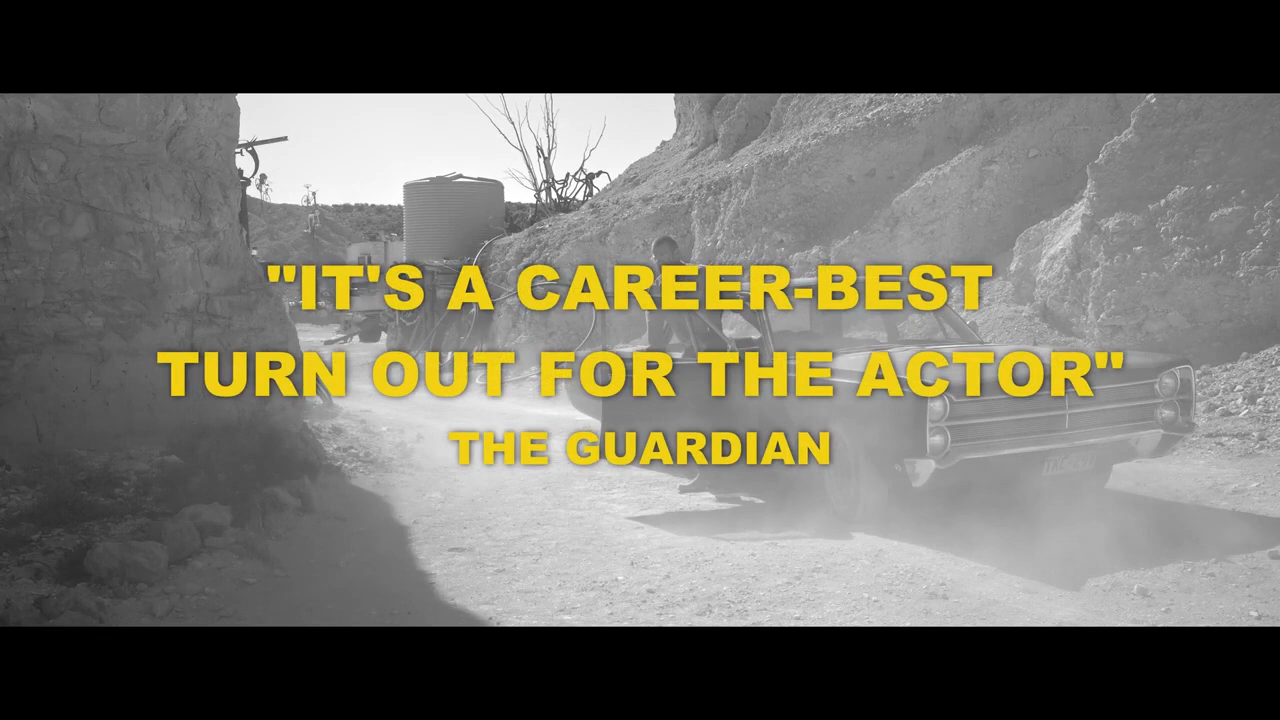 "IT'S A CAREER-BEST
TURN OUT FOR THE ACTOR"
THE GUARDIAN